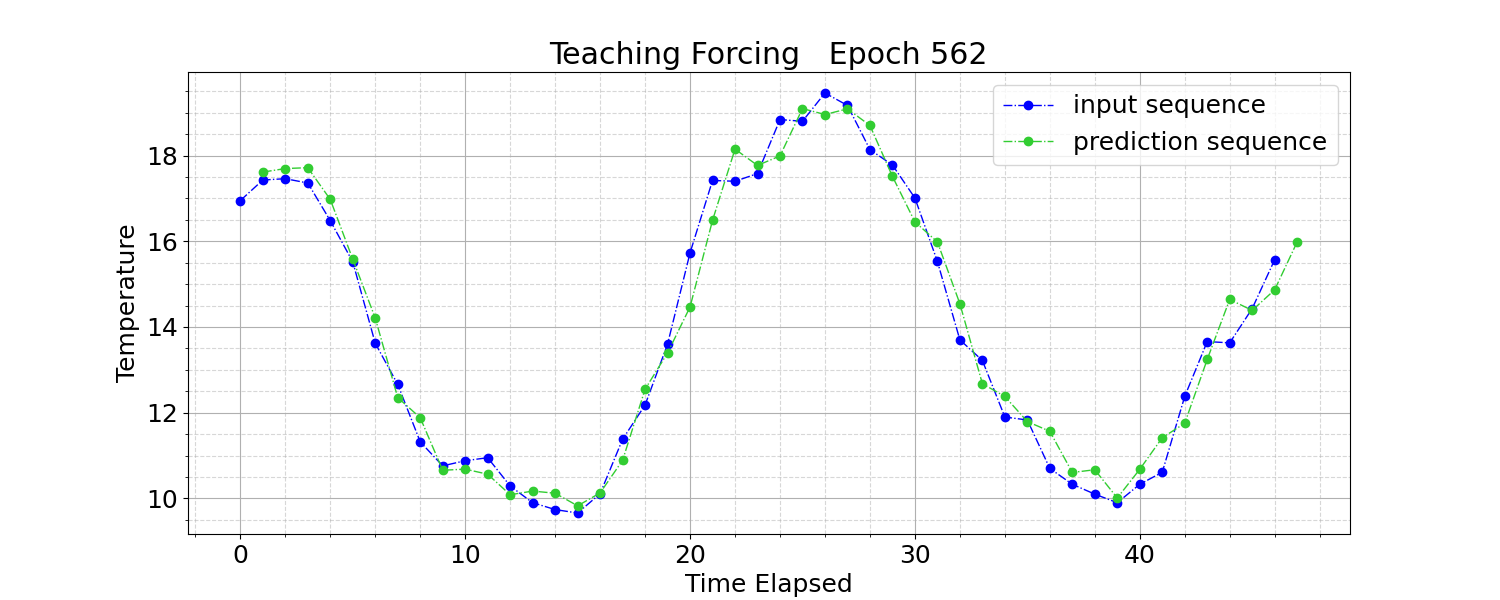 Teaching Forcing   Epoch 562
input sequence
prediction sequence
Temperature
18
16
14
12
10
0 10 20 30 40
Time Elapsed